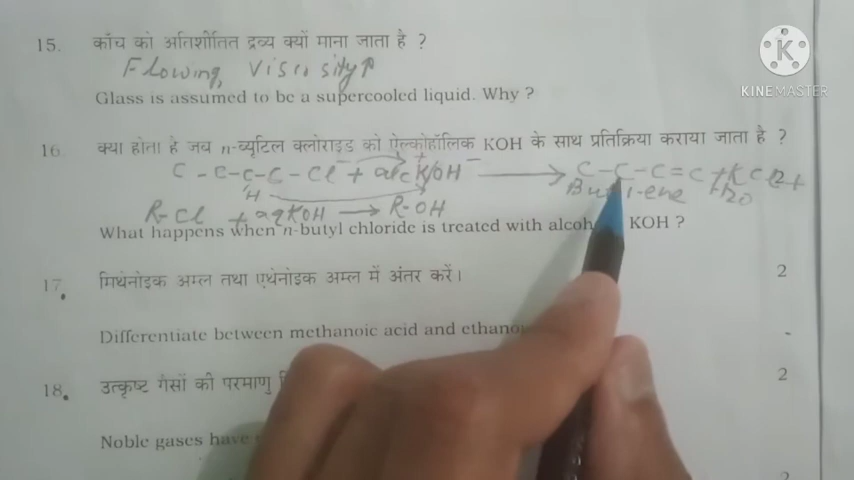 K
KINEMASTER
15. काँच को अतिशीतित द्रव्य क्यों माना जाता है ?
Flowing, Viscosity↑
Glass is assumed to be a supercooled liquid. Why ?
16. क्या होता है जब n-ब्यूटिल क्लोराइड को ऐल्कोहॉलिक KOH के साथ प्रतिक्रिया कराया जाता है ?
C - C - C - C - Cl + alc KOH ⟶ C - C - C = C + KCl +
H
2
R-Cl + aq KOH ⟶ R-OH
H2O
What happens when n-butyl chloride is treated with KOH ?
17. मिथेनोइक अम्ल तथा एथेनोइक अम्ल में अंतर करें। 2
Differentiate between methanoic acid and
18. उत्कृष्ट गैसों की परमाणु 2
Noble gases have